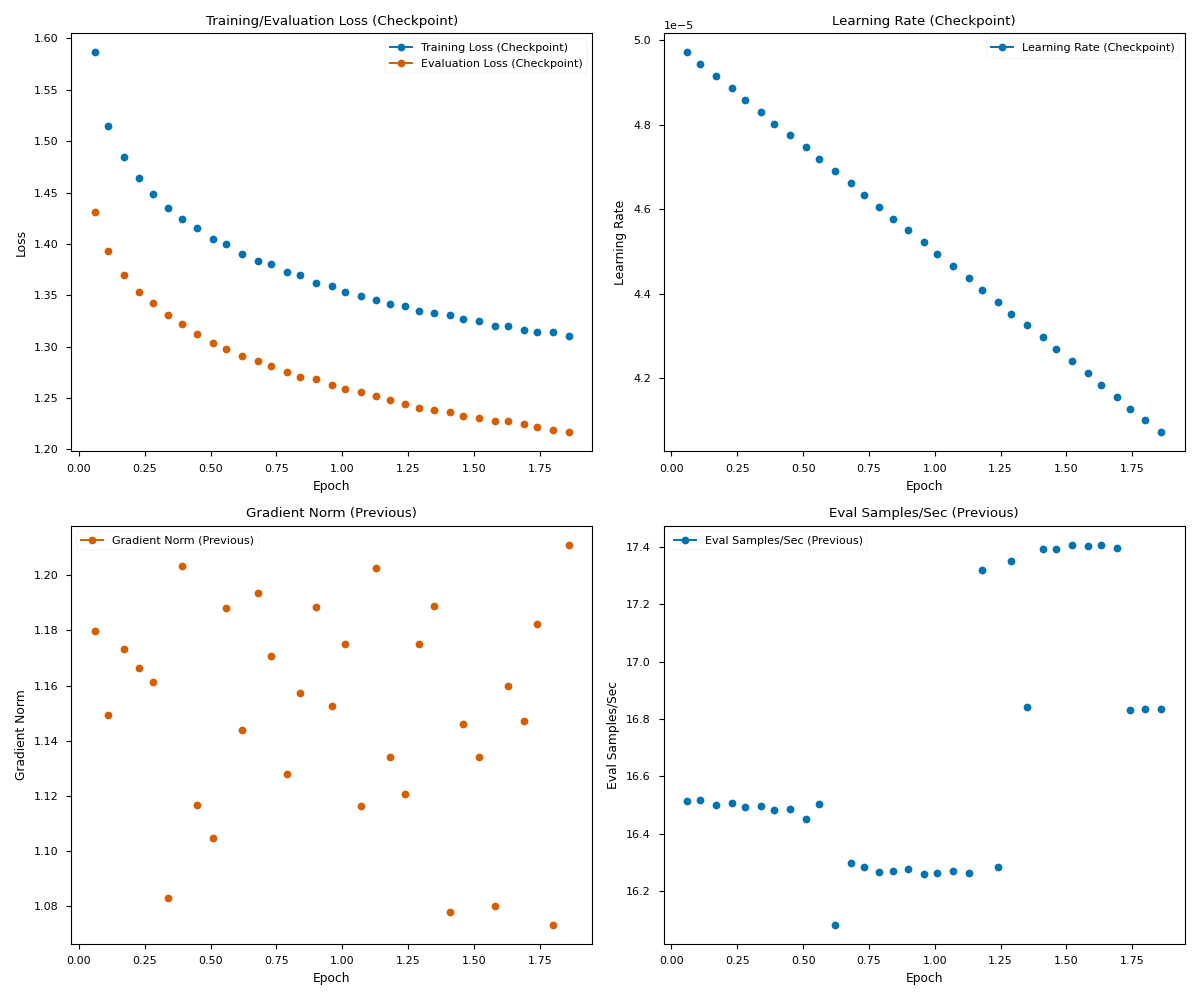 Training/Evaluation Loss (Checkpoint)
1.60
1.55
1.50
1.45
1.40
1.35
1.30
1.25
1.20
Loss
Training Loss (Checkpoint)
Evaluation Loss (Checkpoint)
0.00 0.25 0.50 0.75 1.00 1.25 1.50 1.75
Epoch
Learning Rate (Checkpoint)
1e−5
5.0
4.8
4.6
4.4
4.2
Learning Rate
Learning Rate (Checkpoint)
0.00 0.25 0.50 0.75 1.00 1.25 1.50 1.75
Epoch
Gradient Norm (Previous)
Gradient Norm (Previous)
1.20
1.18
1.16
1.14
1.12
1.10
1.08
Gradient Norm
0.00 0.25 0.50 0.75 1.00 1.25 1.50 1.75
Epoch
Eval Samples/Sec (Previous)
Eval Samples/Sec (Previous)
17.4
17.2
17.0
16.8
16.6
16.4
16.2
Eval Samples/Sec
0.00 0.25 0.50 0.75 1.00 1.25 1.50 1.75
Epoch